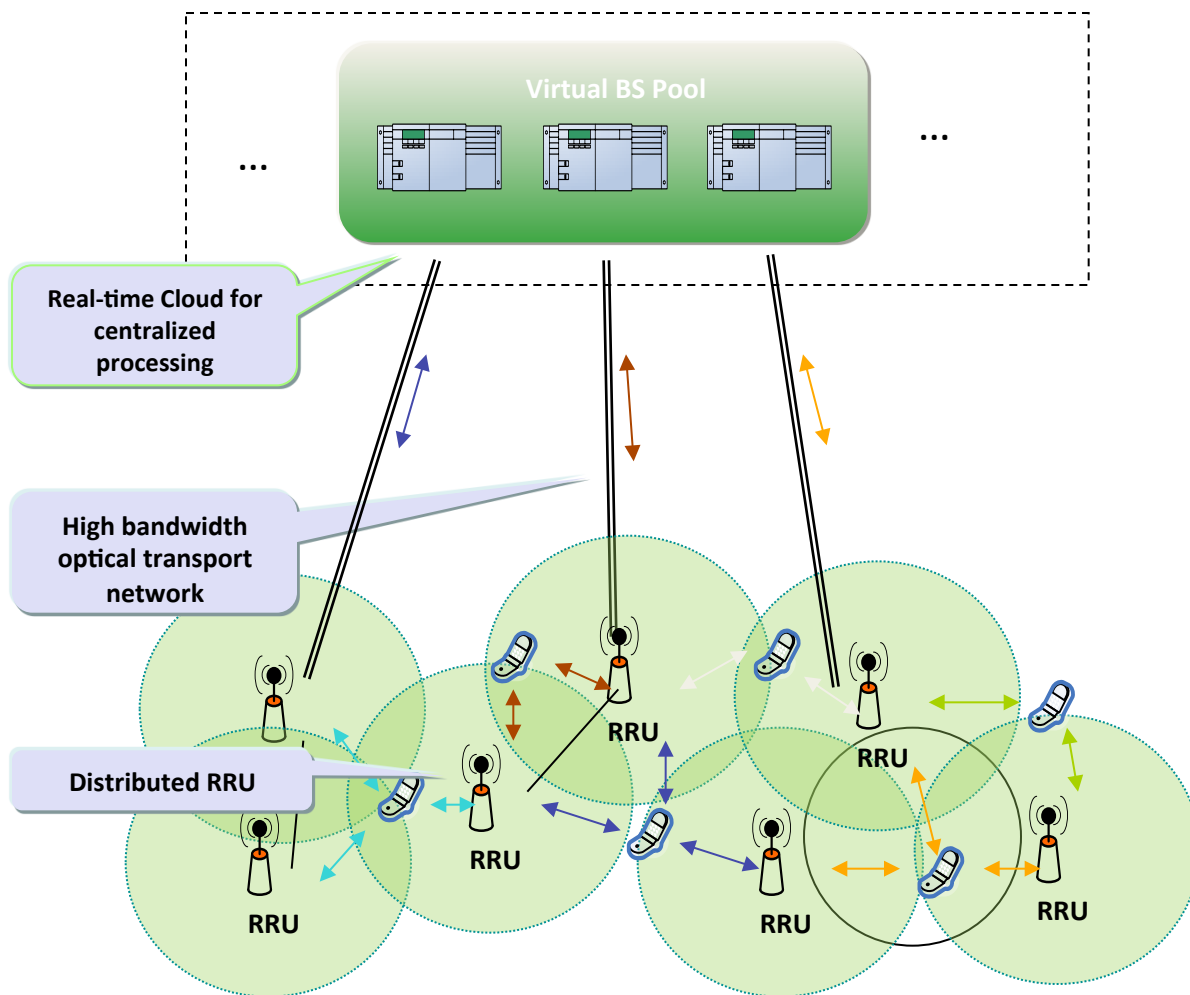 Virtual BS Pool
...
...
Real-time Cloud for
centralized
processing
High bandwidth
optical transport
network
RRU
RRU
Distributed RRU
RRU
RRU
RRU
RRU